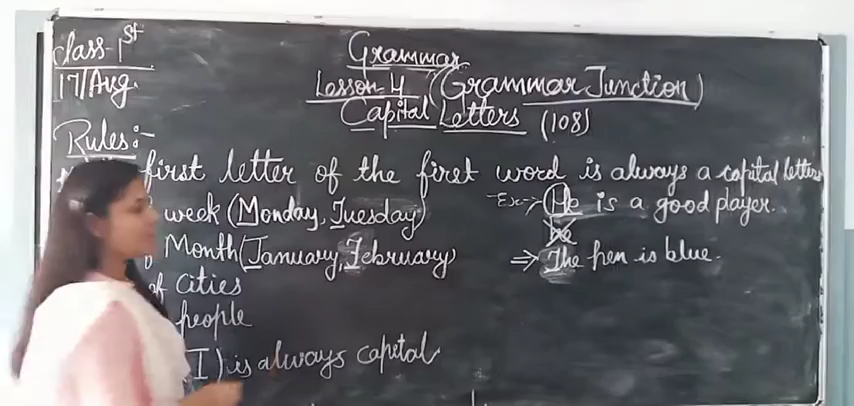 Class-1st
17/Aug.
Grammar
Lesson-4 (Grammar Junction)
Capital Letters (108)
Rules:-
first letter of the first word is always a capital letters
week (Monday, Tuesday)
Month (January, February)
of cities
people
I) is always capital
Ex:-) He is a good player.
he
⇒ The pen is blue.